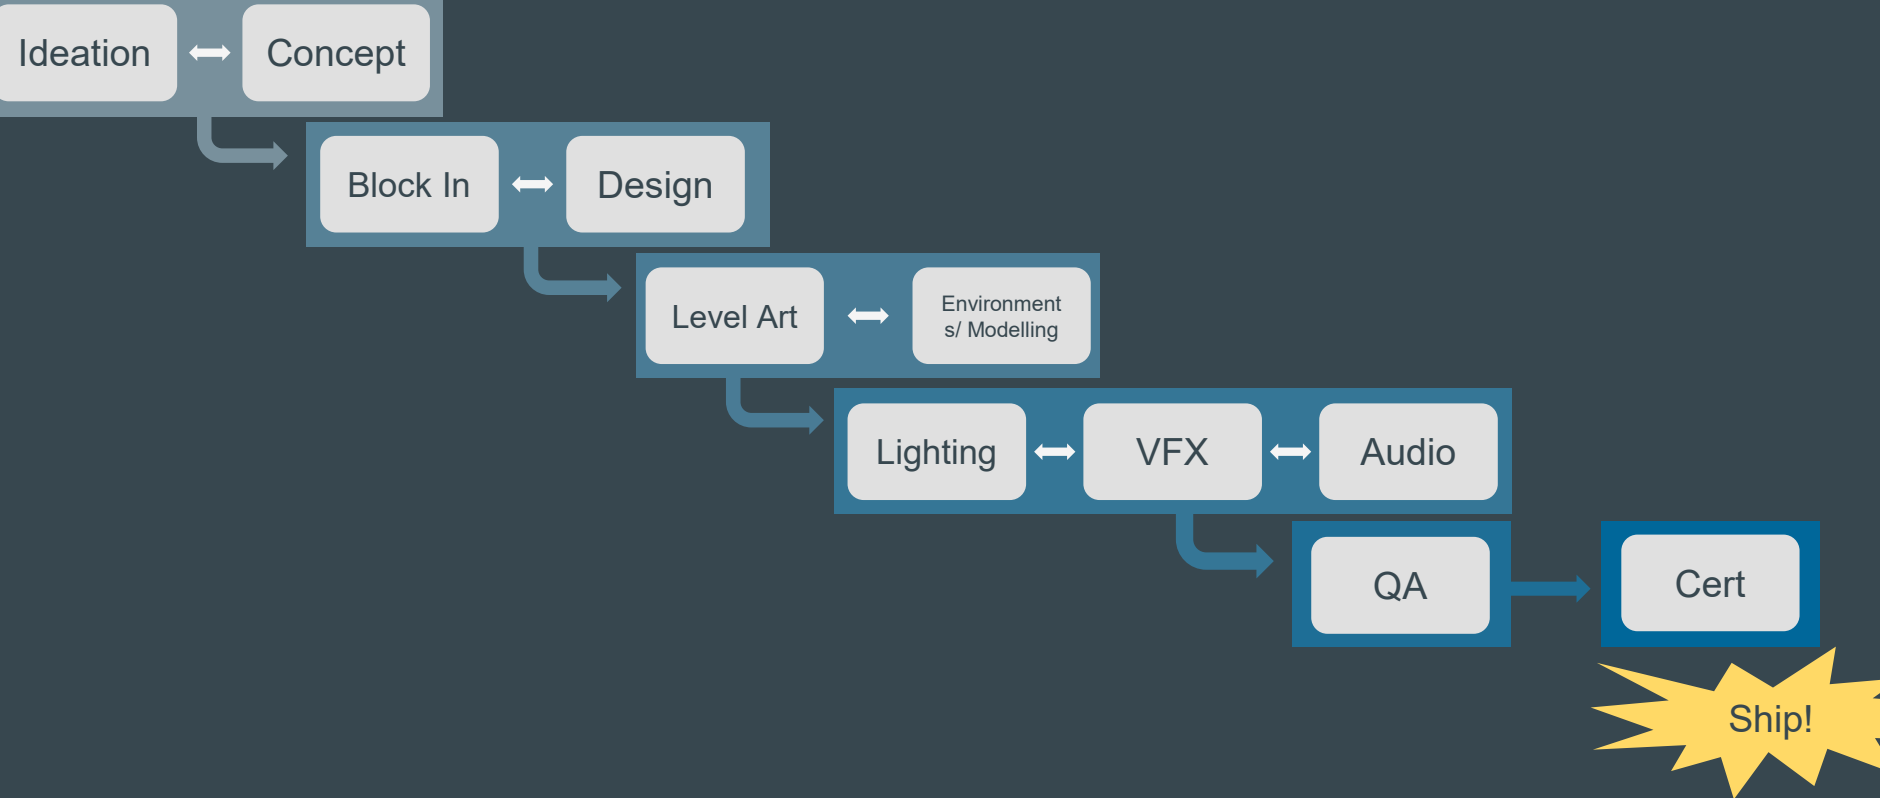 Ideation
Concept
Block In
Design
Level Art
Environment
s/ Modelling
Lighting
VFX
Audio
QA
Cert
Ship!